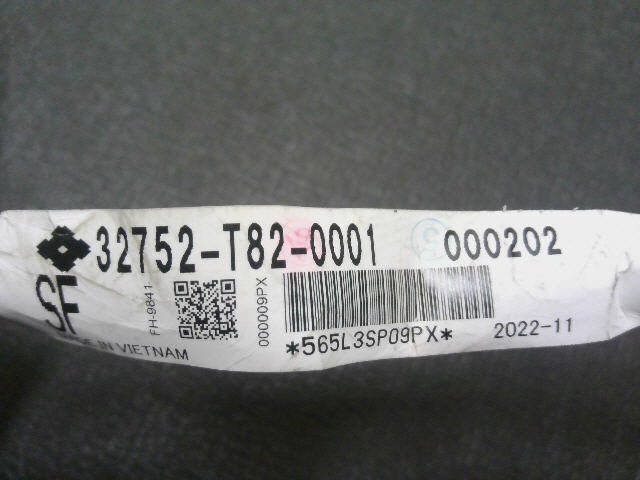 32752-T82-0001 000202
SF
FH-9841
000009PX
*565L3SP09PX* 2022-11
IN VIETNAM